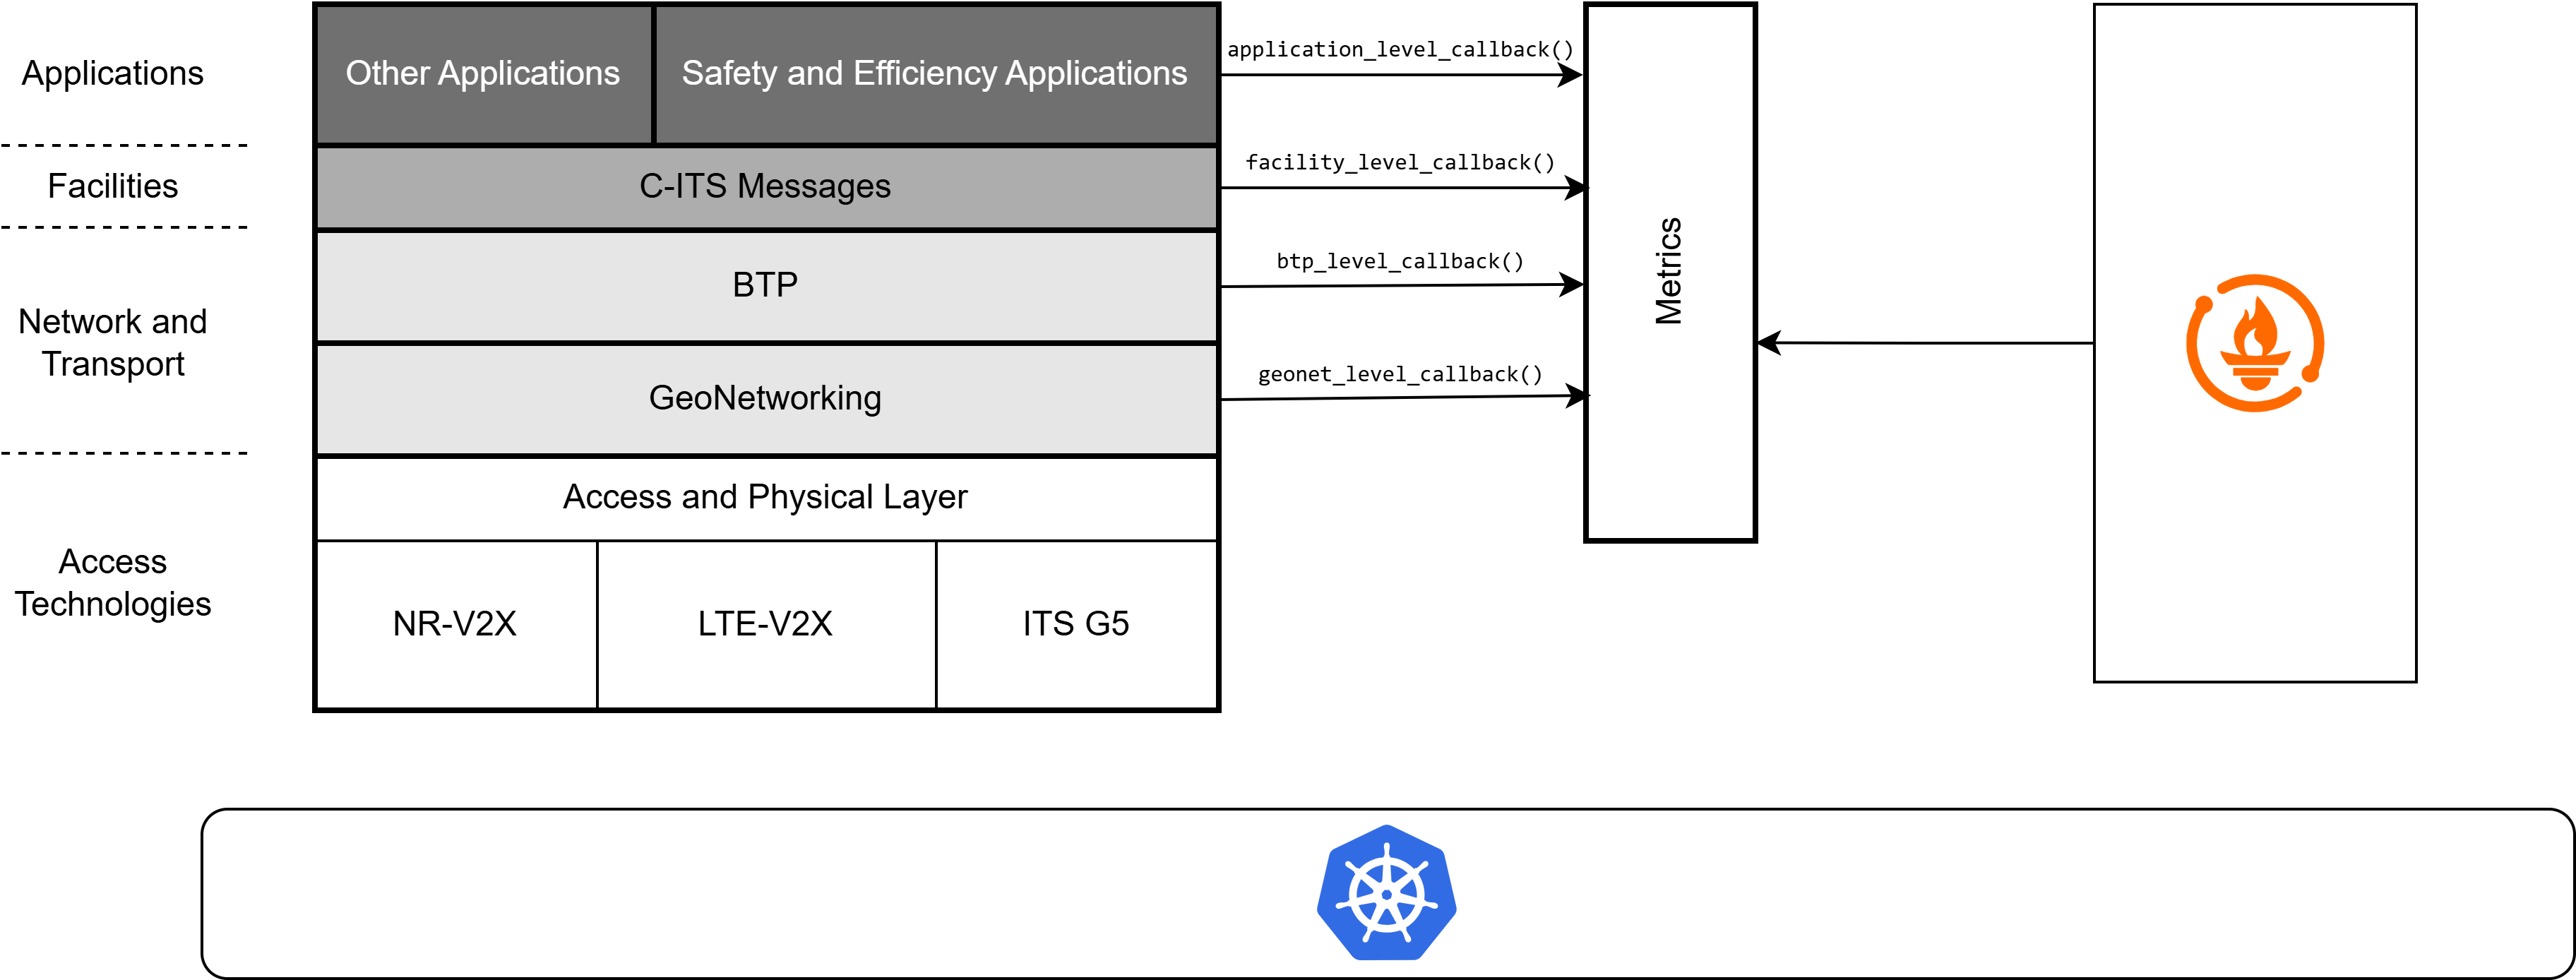 Applications
Other Applications
Safety and Efficiency Applications
application_level_callback()
Facilities
C-ITS Messages
facility_level_callback()
Network and
Transport
BTP
btp_level_callback()
GeoNetworking
geonet_level_callback()
Metrics
Access
Technologies
Access and Physical Layer
NR-V2X
LTE-V2X
ITS G5